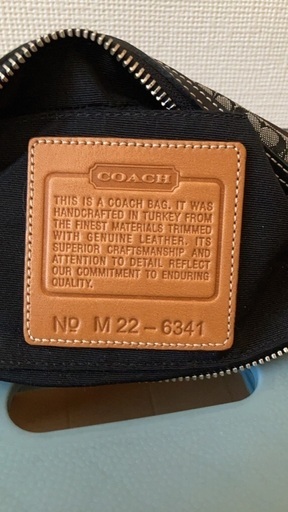 COACH
THIS IS A COACH BAG. IT WAS
HANDCRAFTED IN TURKEY FROM
THE FINEST MATERIALS TRIMMED
WITH GENUINE LEATHER. ITS
SUPERIOR CRAFTSMANSHIP AND
ATTENTION TO DETAIL REFLECT
OUR COMMITMENT TO ENDURING
QUALITY.
Nº M22-6341